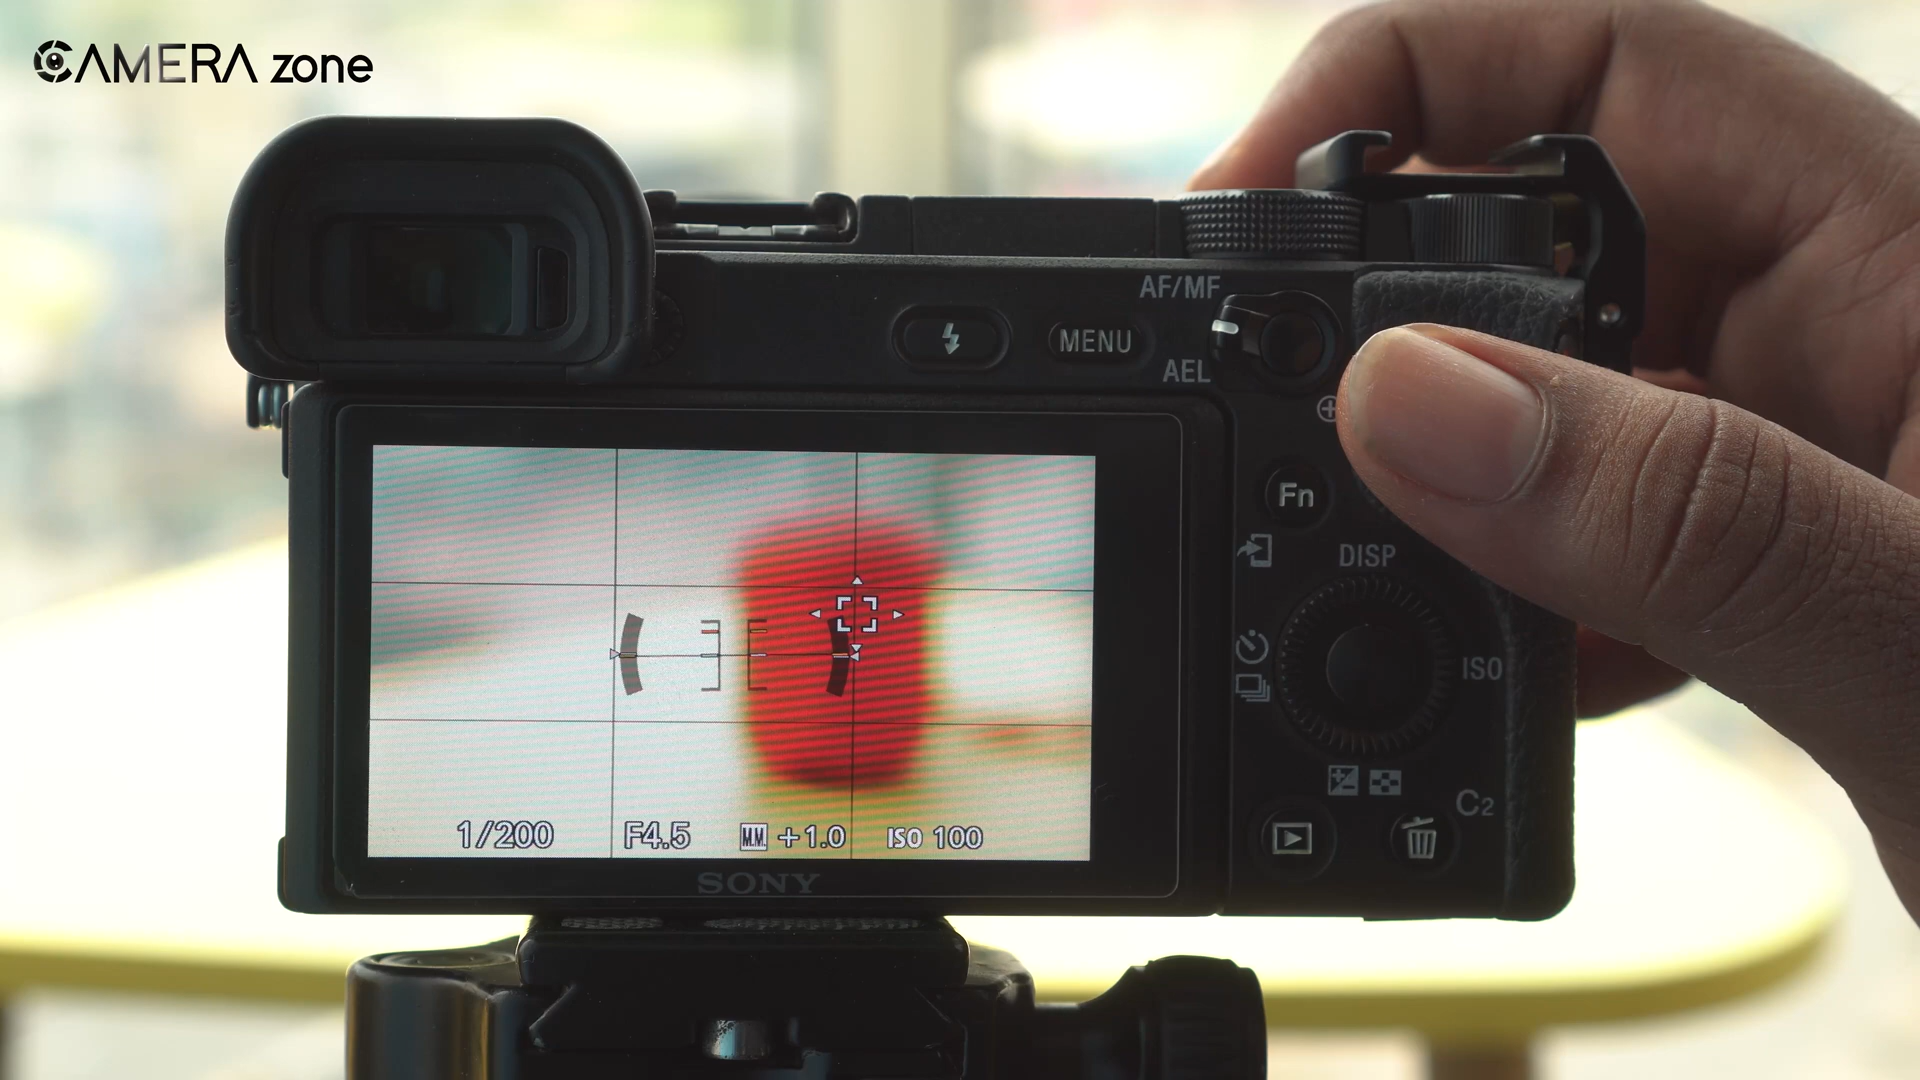 CAMERA zone
AF/MF
MENU
AEL
Fn
DISP
ISO
C2
1/200 F4.5 M.M. +1.0 ISO 100
SONY